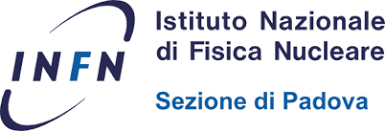 INFN
Istituto Nazionale
di Fisica Nucleare
Sezione di Padova